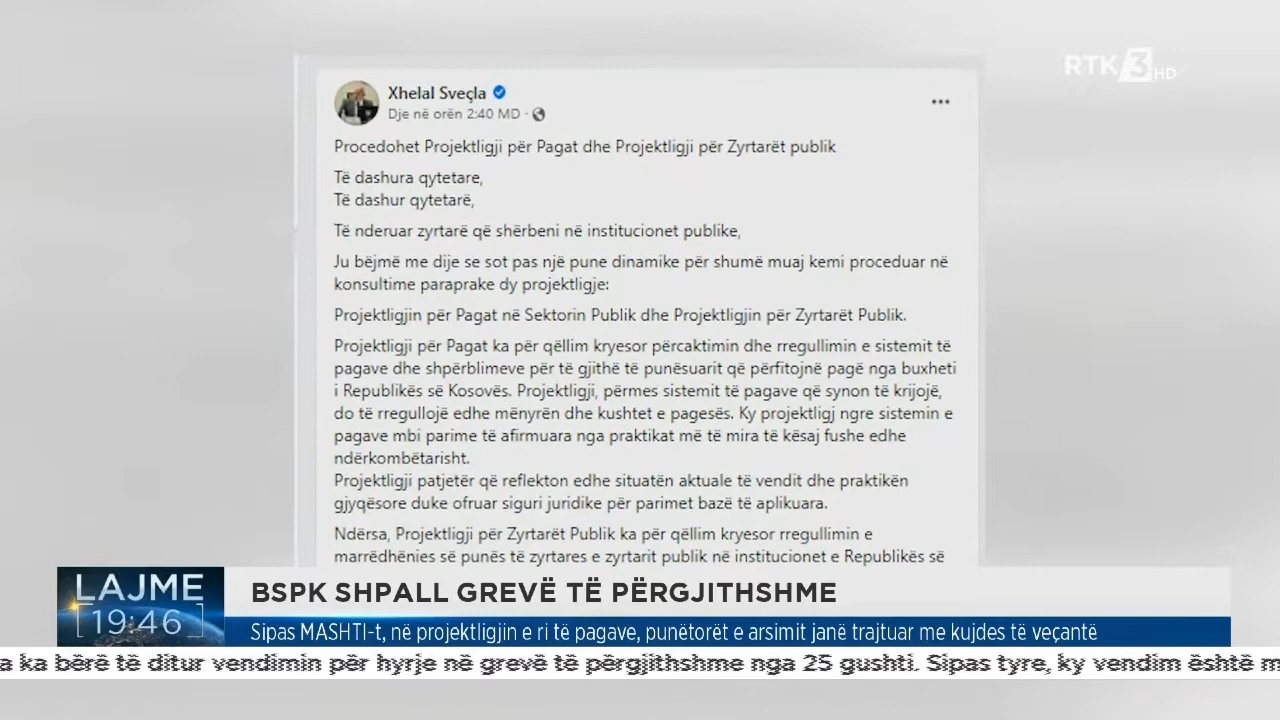 RTK 3 HD
Xhelal Sveçla
Dje në orën 2:40 MD ·
Procedohet Projektligji për Pagat dhe Projektligji për Zyrtarët publik
Të dashura qytetare,
Të dashur qytetarë,
Të nderuar zyrtarë që shërbeni në institucionet publike,
Ju bëjmë me dije se sot pas një pune dinamike për shumë muaj kemi proceduar në
konsultime paraprake dy projektligje:
Projektligjin për Pagat në Sektorin Publik dhe Projektligjin për Zyrtarët Publik.
Projektligji për Pagat ka për qëllim kryesor përcaktimin dhe rregullimin e sistemit të
pagave dhe shpërblimeve për të gjithë të punësuarit që përfitojnë pagë nga buxheti
i Republikës së Kosovës. Projektligji, përmes sistemit të pagave që synon të krijojë,
do të rregullojë edhe mënyrën dhe kushtet e pagesës. Ky projektligj ngre sistemin e
pagave mbi parime të afirmuara nga praktikat më të mira të kësaj fushe edhe
ndërkombëtarisht.
Projektligji patjetër që reflekton edhe situatën aktuale të vendit dhe praktikën
gjyqësore duke ofruar siguri juridike për parimet bazë të aplikuara.
Ndërsa, Projektligji për Zyrtarët Publik ka për qëllim kryesor rregullimin e
marrëdhënies së punës të zyrtares e zyrtarit publik në institucionet e Republikës së
LAJME
19:46
BSPK SHPALL GREVË TË PËRGJITHSHME
Sipas MASHTI-t, në projektligjin e ri të pagave, punëtorët e arsimit janë trajtuar me kujdes të veçantë
a ka bërë të ditur vendimin për hyrje në grevë të përgjithshme nga 25 gushti. Sipas tyre, ky vendim është m